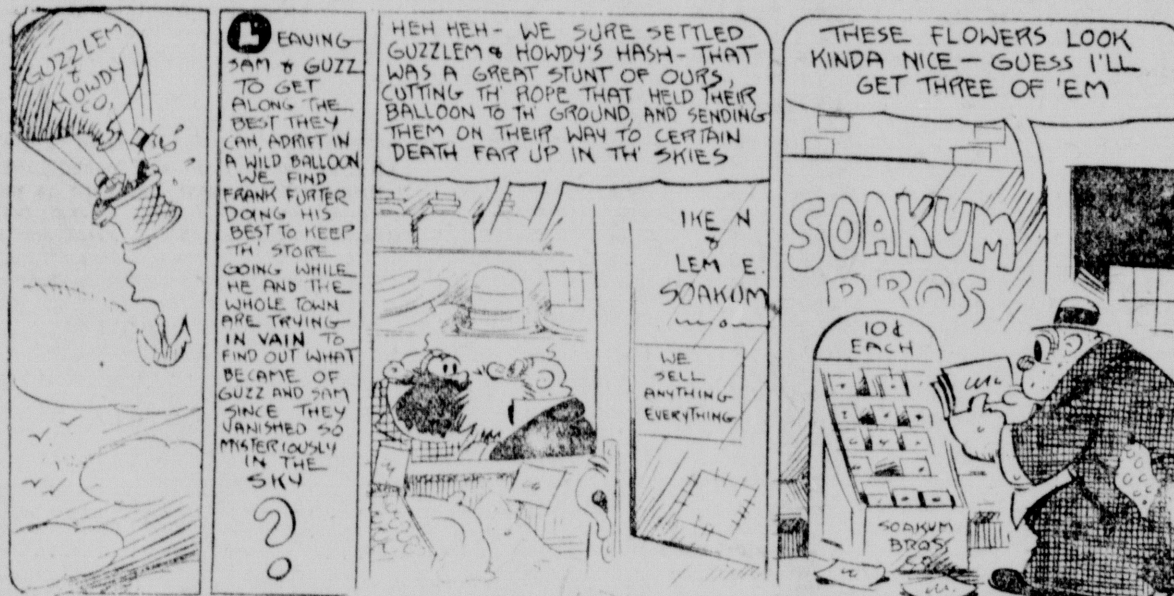 GUZZLEM
&
HOWDY
CO.
LEAVING
SAM & GUZZ
TO GET
ALONG THE
BEST THEY
CAN, ADRIFT IN
A WILD BALLOON,
WE FIND
FRANK FURTER
DOING HIS
BEST TO KEEP
TH' STORE
GOING WHILE
HE AND THE
WHOLE TOWN
ARE TRYING
IN VAIN TO
FIND OUT WHAT
BECAME OF
GUZZ AND SAM
SINCE THEY
VANISHED SO
MYSTERIOUSLY
IN THE
SKY
?
HEH HEH- WE SURE SETTLED
GUZZLEM & HOWDY'S HASH- THAT
WAS A GREAT STUNT OF OURS,
CUTTING TH' ROPE THAT HELD THEIR
BALLOON TO TH' GROUND, AND SENDING
THEM ON THEIR WAY TO CERTAIN
DEATH FAR UP IN TH' SKIES
IKE N
&
LEM E.
SOAKUM
WE
SELL
ANYTHING
EVERYTHING
THESE FLOWERS LOOK
KINDA NICE - GUESS I'LL
GET THREE OF 'EM
SOAKUM
BROS
10¢
EACH
SOAKUM
BROS
CO.